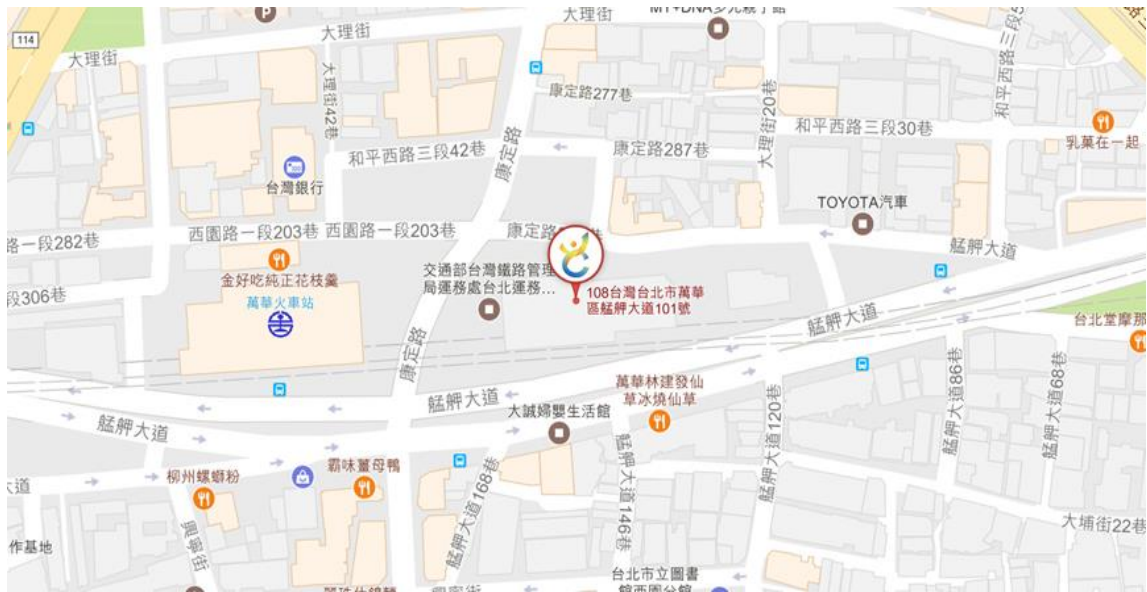 大理街
114
大理街
大理街42巷
康定路277巷
大理街20巷
和平西路三段
和平西路三段30巷
乳菓在一起
康定路
和平西路三段42巷
康定路287巷
台灣銀行
TOYOTA汽車
路一段282巷
西園路一段203巷
西園路一段203巷
艋舺大道
金好吃純正花枝羹
交通部台灣鐵路管理
局運務處台北運務...
段306巷
萬華火車站
108台灣台北市萬華
區艋舺大道101號
艋舺大道
台北堂摩那
康定路
萬華林建發仙
草冰燒仙草
艋舺大道
大誠婦嬰生活館
艋舺大道
艋舺大道120巷
艋舺大道86巷
艋舺大道68巷
霸味薑母鴨
柳州螺螄粉
大道
艋舺大道168巷
艋舺大道146巷
大埔街22巷
興寧街
作基地
台北市立圖書
館西園分館
興寧街